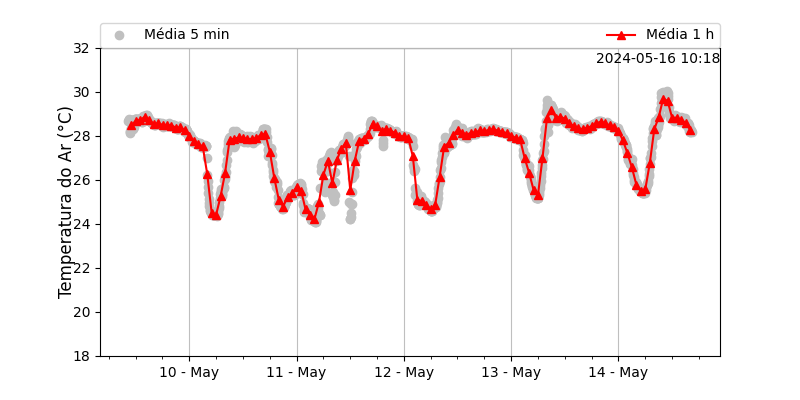 Média 5 min
Média 1 h
2024-05-16 10:18
Temperatura do Ar (°C)
32
30
28
26
24
22
20
18
10 - May
11 - May
12 - May
13 - May
14 - May